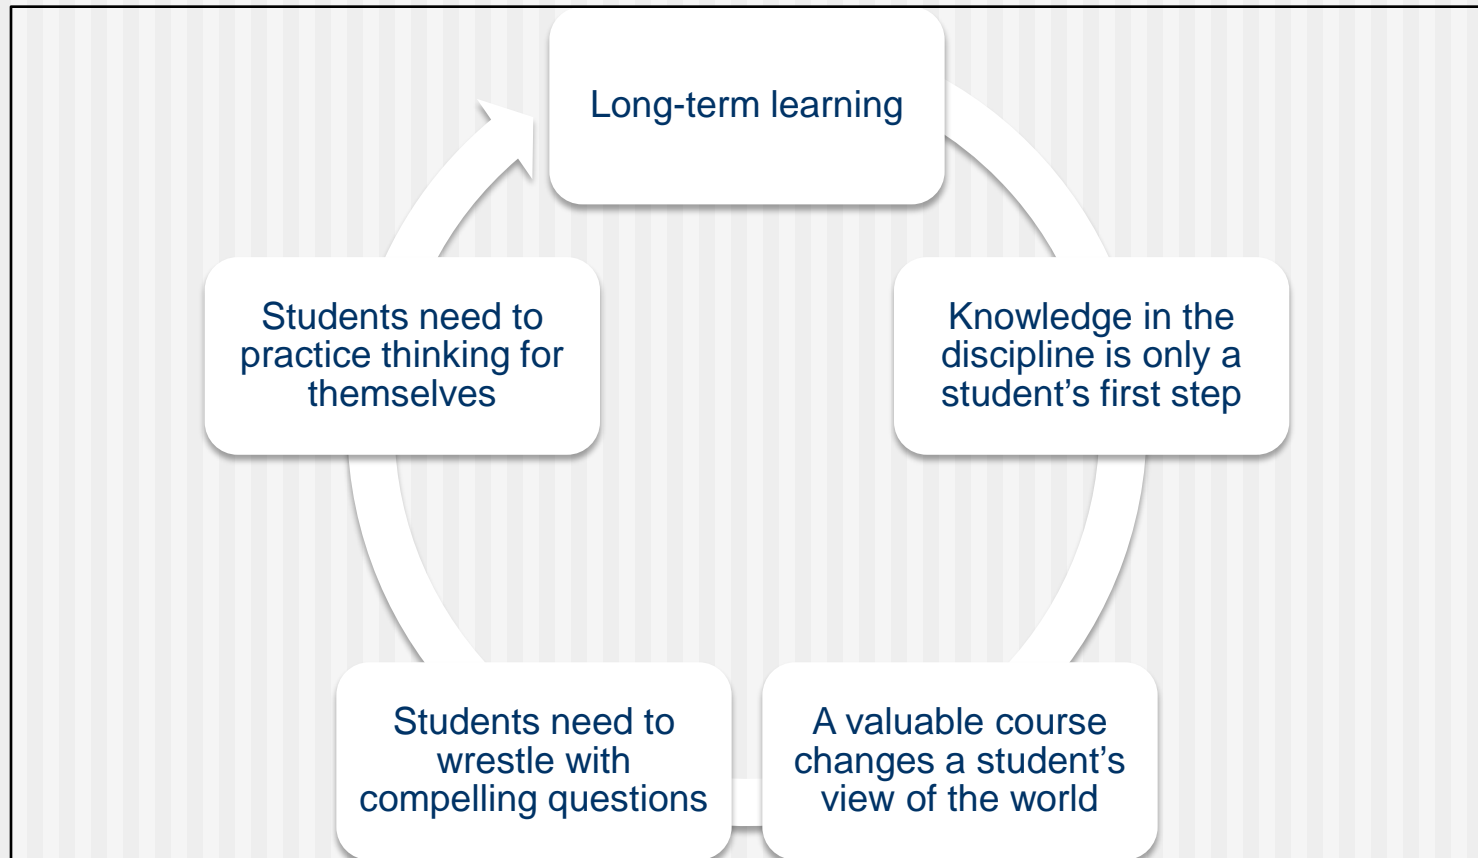 Long-term learning
Knowledge in the
discipline is only a
student’s first step
A valuable course
changes a student’s
view of the world
Students need to
wrestle with
compelling questions
Students need to
practice thinking for
themselves